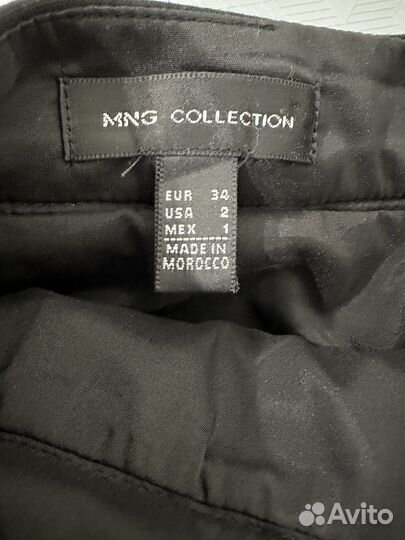 MNG COLLECTION
EUR 34
USA 2
MEX 1
MADE IN
MOROCCO
Avito